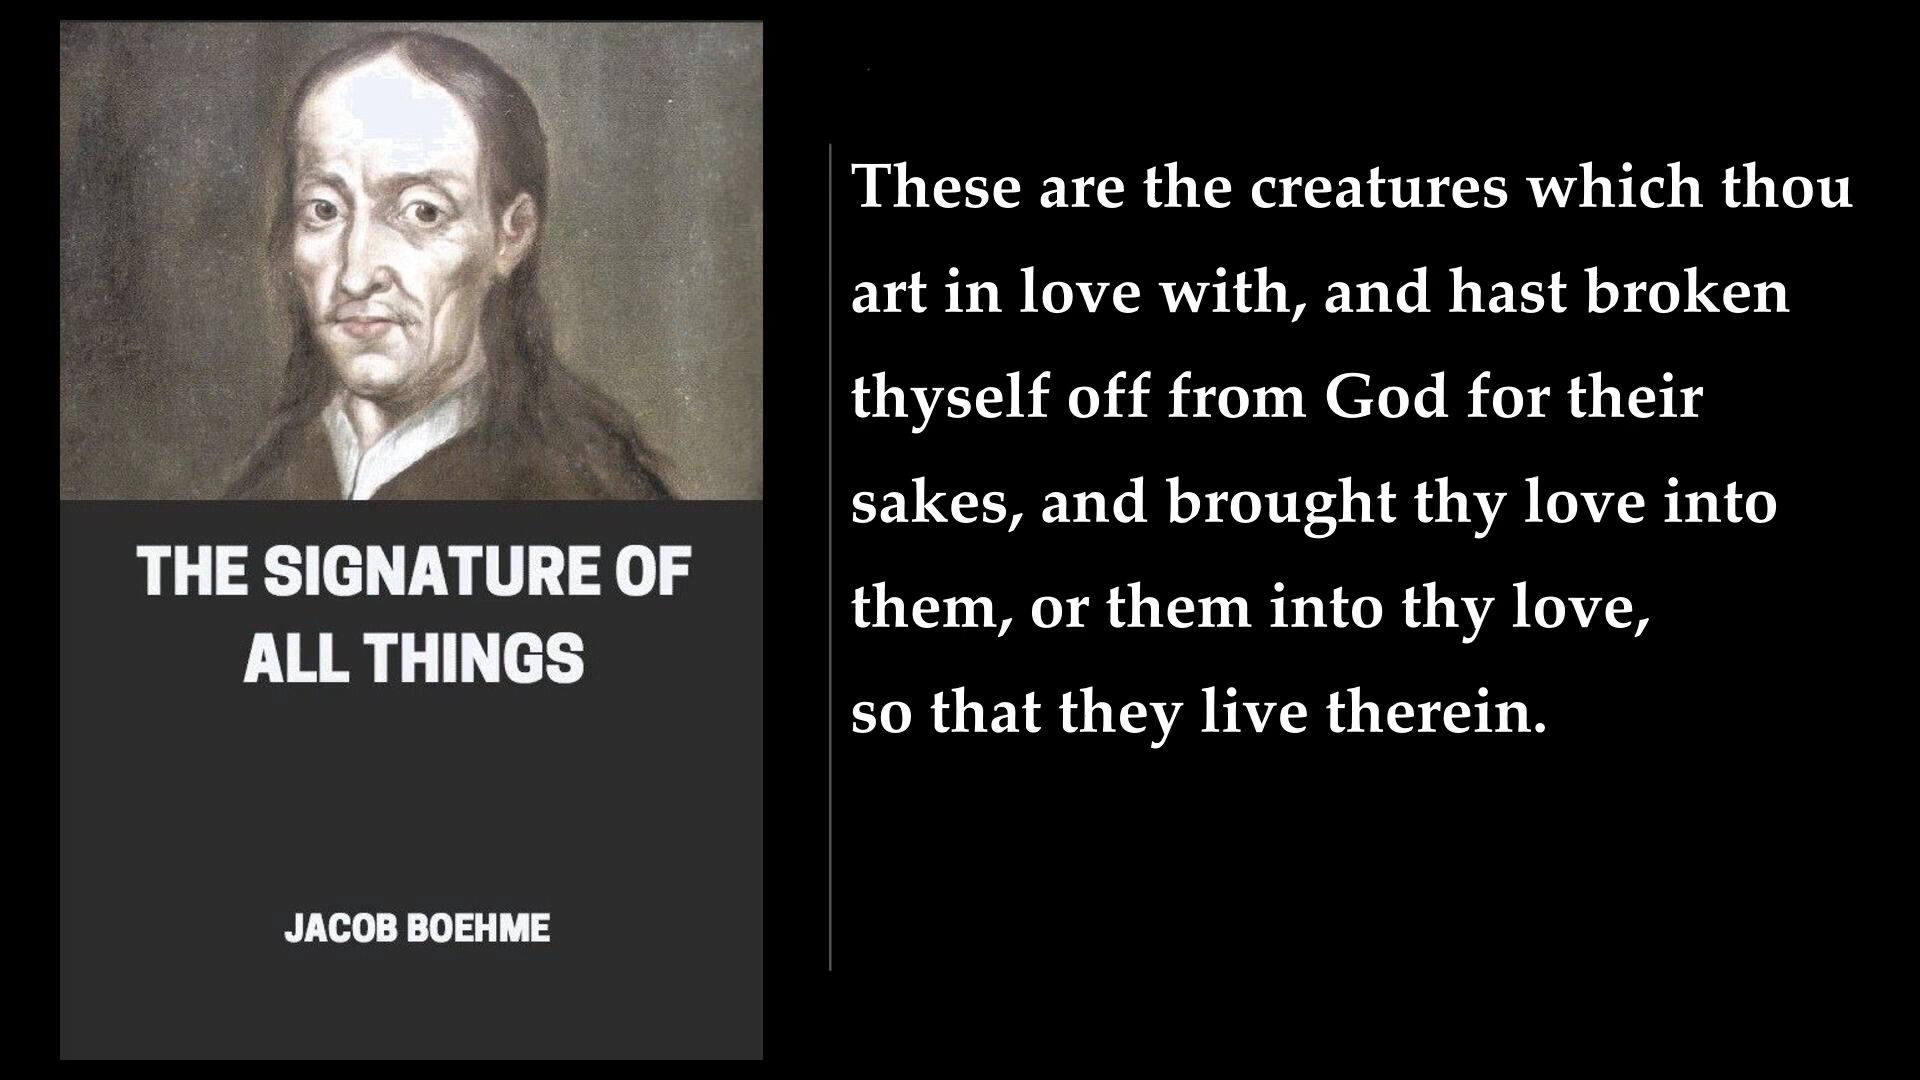 THE SIGNATURE OF
ALL THINGS
JACOB BOEHME
These are the creatures which thou
art in love with, and hast broken
thyself off from God for their
sakes, and brought thy love into
them, or them into thy love,
so that they live therein.